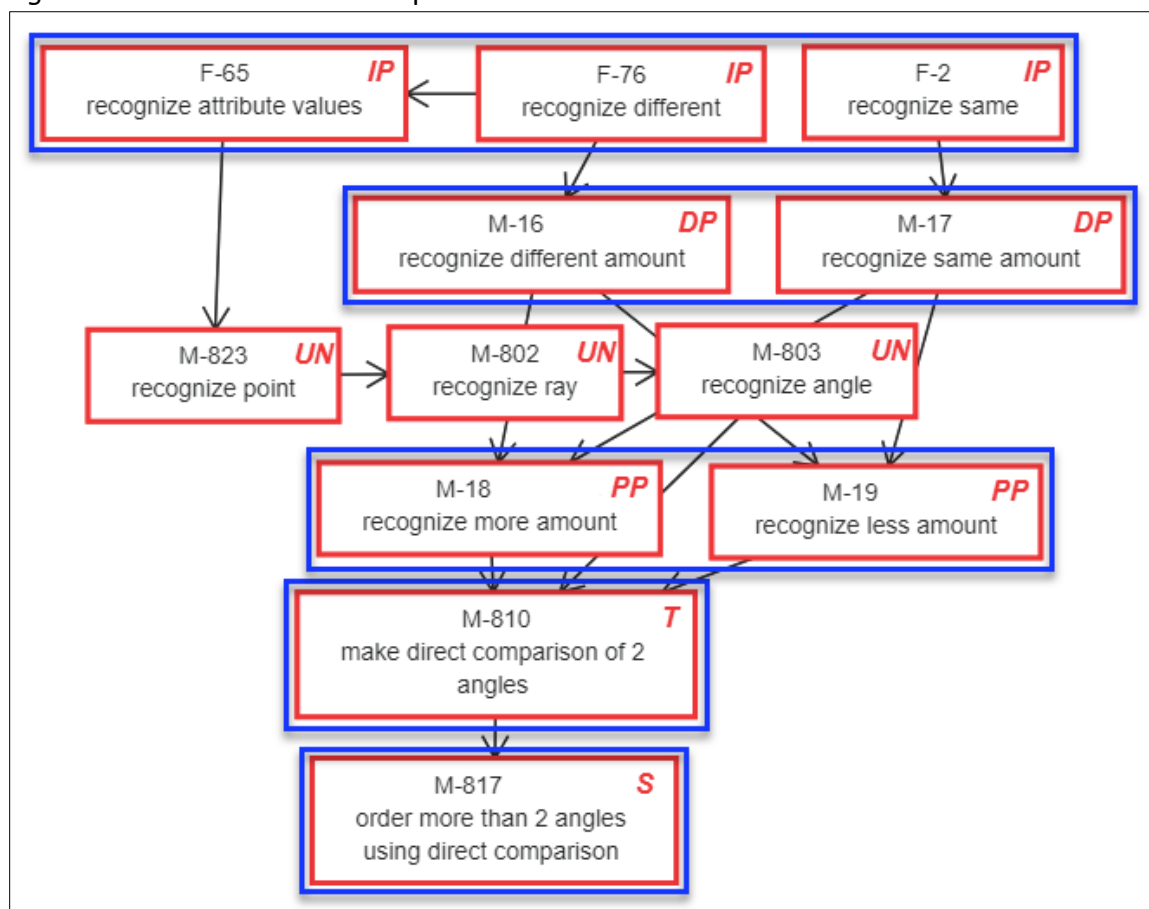 F-65 IP
recognize attribute values
F-76 IP
recognize different
F-2 IP
recognize same
M-16 DP
recognize different amount
M-17 DP
recognize same amount
M-823 UN
recognize point
M-802 UN
recognize ray
M-803 UN
recognize angle
M-18 PP
recognize more amount
M-19 PP
recognize less amount
M-810 T
make direct comparison of 2
angles
M-817 S
order more than 2 angles
using direct comparison